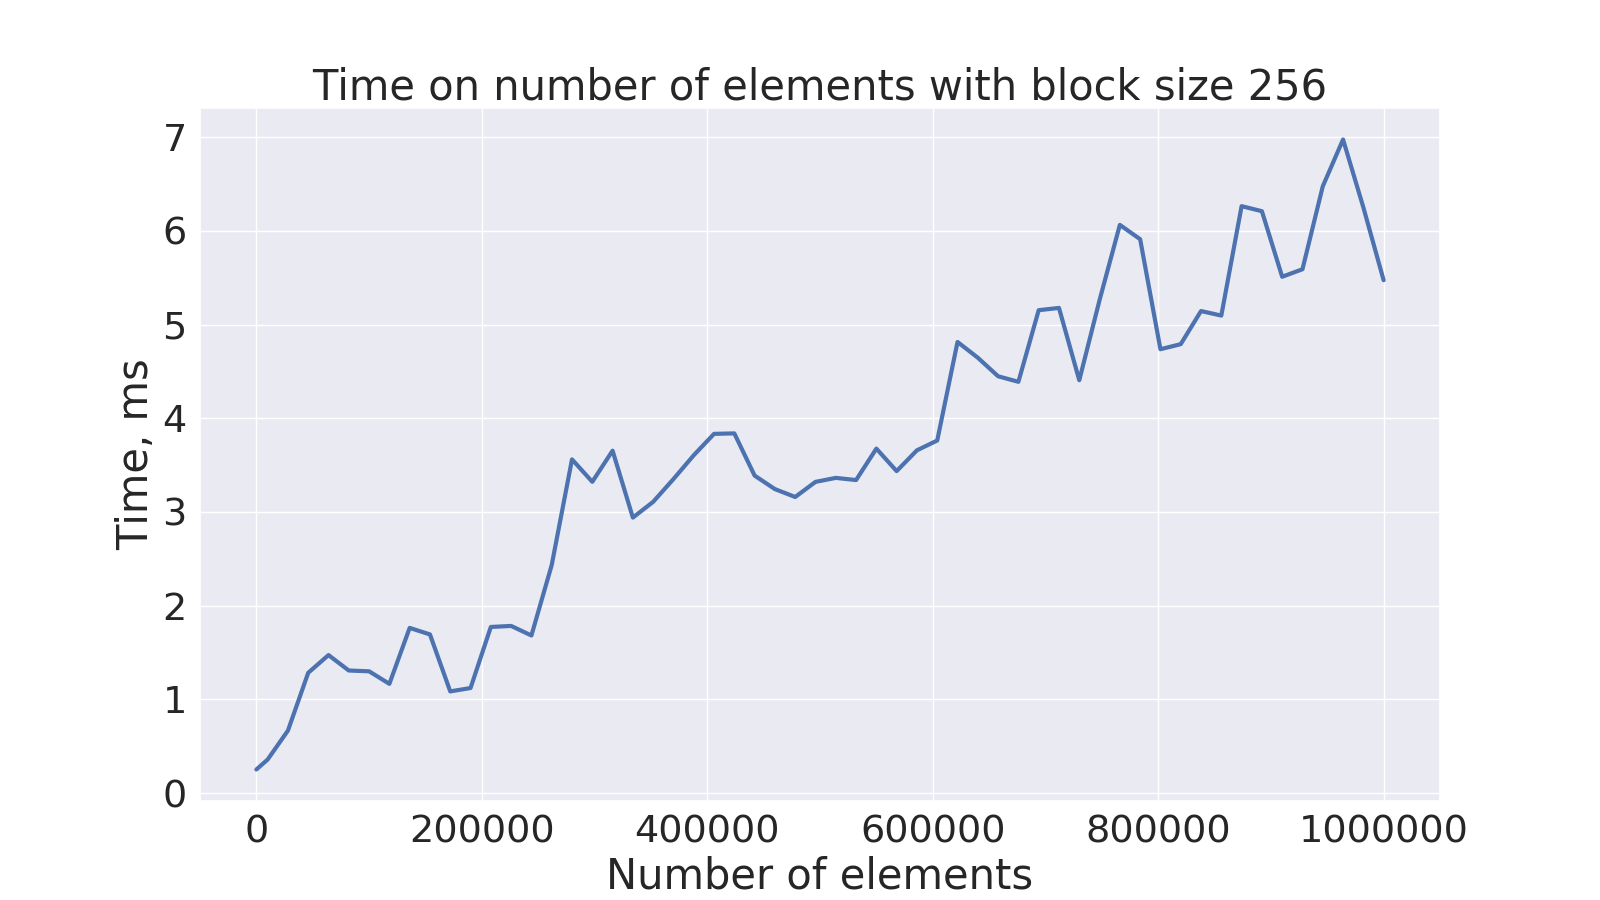 Time on number of elements with block size 256
7
6
5
4
3
2
1
0
Time, ms
0 200000 400000 600000 800000 1000000
Number of elements